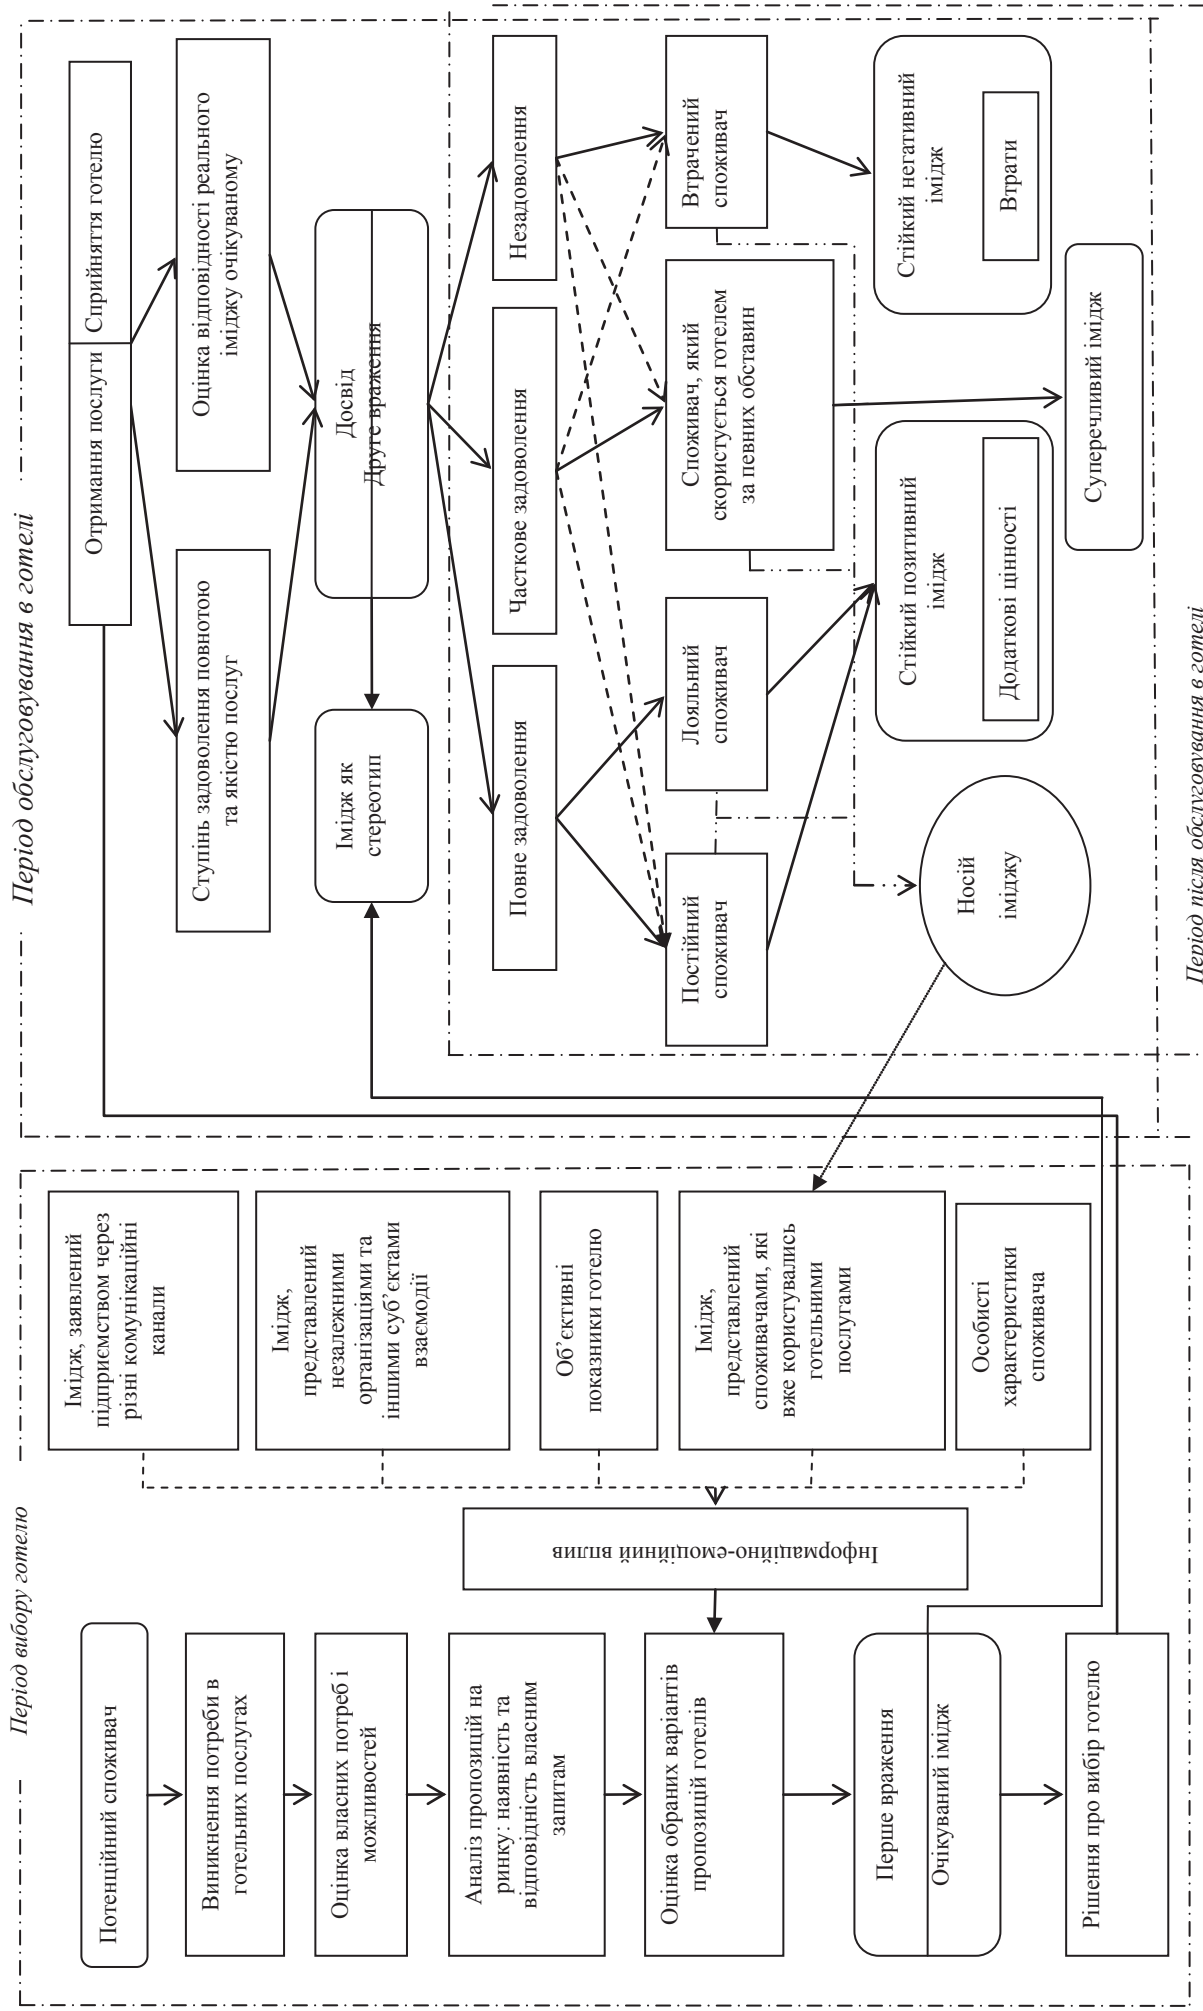 Період вибору готелю
Потенційний споживач
Виникнення потреби в
готельних послугах
Оцінка власних потреб і
можливостей
Аналіз пропозицій на
ринку: наявність та
відповідність власним
запитам
Оцінка обраних варіантів
пропозицій готелів
Перше враження
Очікуваний імідж
Рішення про вибір готелю
Інформаційно-емоційний вплив
Імідж, заявлений
підприємством через
різні комунікаційні
канали
Імідж,
представлений
незалежними
організаціями та
іншими суб’єктами
взаємодії
Об’єктивні
показники готелю
Імідж,
представлений
споживачами, які
вже користувались
готельними
послугами
Особисті
характеристики
споживача
Період обслуговування в готелі
Отримання послуги
Сприйняття готелю
Ступінь задоволення повнотою
та якістю послуг
Оцінка відповідності реального
іміджу очікуваному
Імідж як
стереотип
Досвід
Друге враження
Повне задоволення
Часткове задоволення
Незадоволення
Постійний
споживач
Лояльний
споживач
Споживач, який
скористується готелем
за певних обставин
Втрачений
споживач
Носій
іміджу
Стійкий позитивний
імідж
Додаткові цінності
Стійкий негативний
імідж
Втрати
Суперечливий імідж
Період після обслуговування в готелі